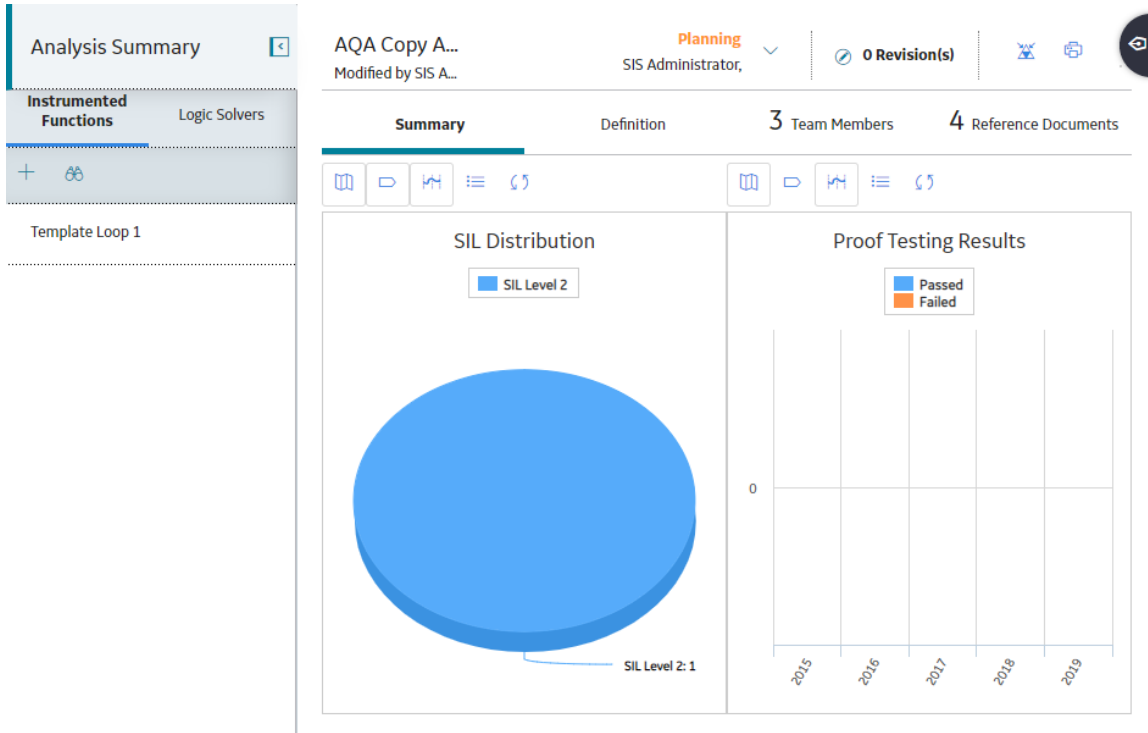 Analysis Summary
Instrumented
Functions
Logic Solvers
Template Loop 1
AQA Copy A...
Modified by SIS A...
Planning
SIS Administrator,
0 Revision(s)
Summary
Definition
3 Team Members
4 Reference Documents
SIL Distribution
SIL Level 2
SIL Level 2: 1
Proof Testing Results
Passed
Failed
0
2015
2016
2017
2018
2019